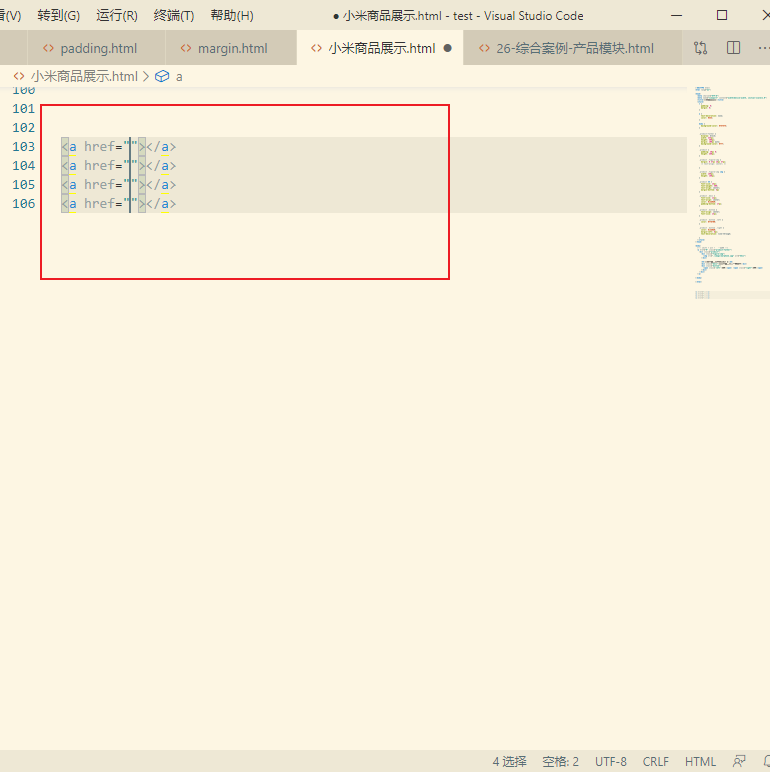 看(V) 转到(G) 运行(R) 终端(T) 帮助(H) ● 小米商品展示.html - test - Visual Studio Code
padding.html margin.html 小米商品展示.html ● 26-综合案例-产品模块.html
小米商品展示.html > a
100
101
102
103 <a href=""></a>
104 <a href=""></a>
105 <a href=""></a>
106 <a href=""></a>
4 选择 空格: 2 UTF-8 CRLF HTML